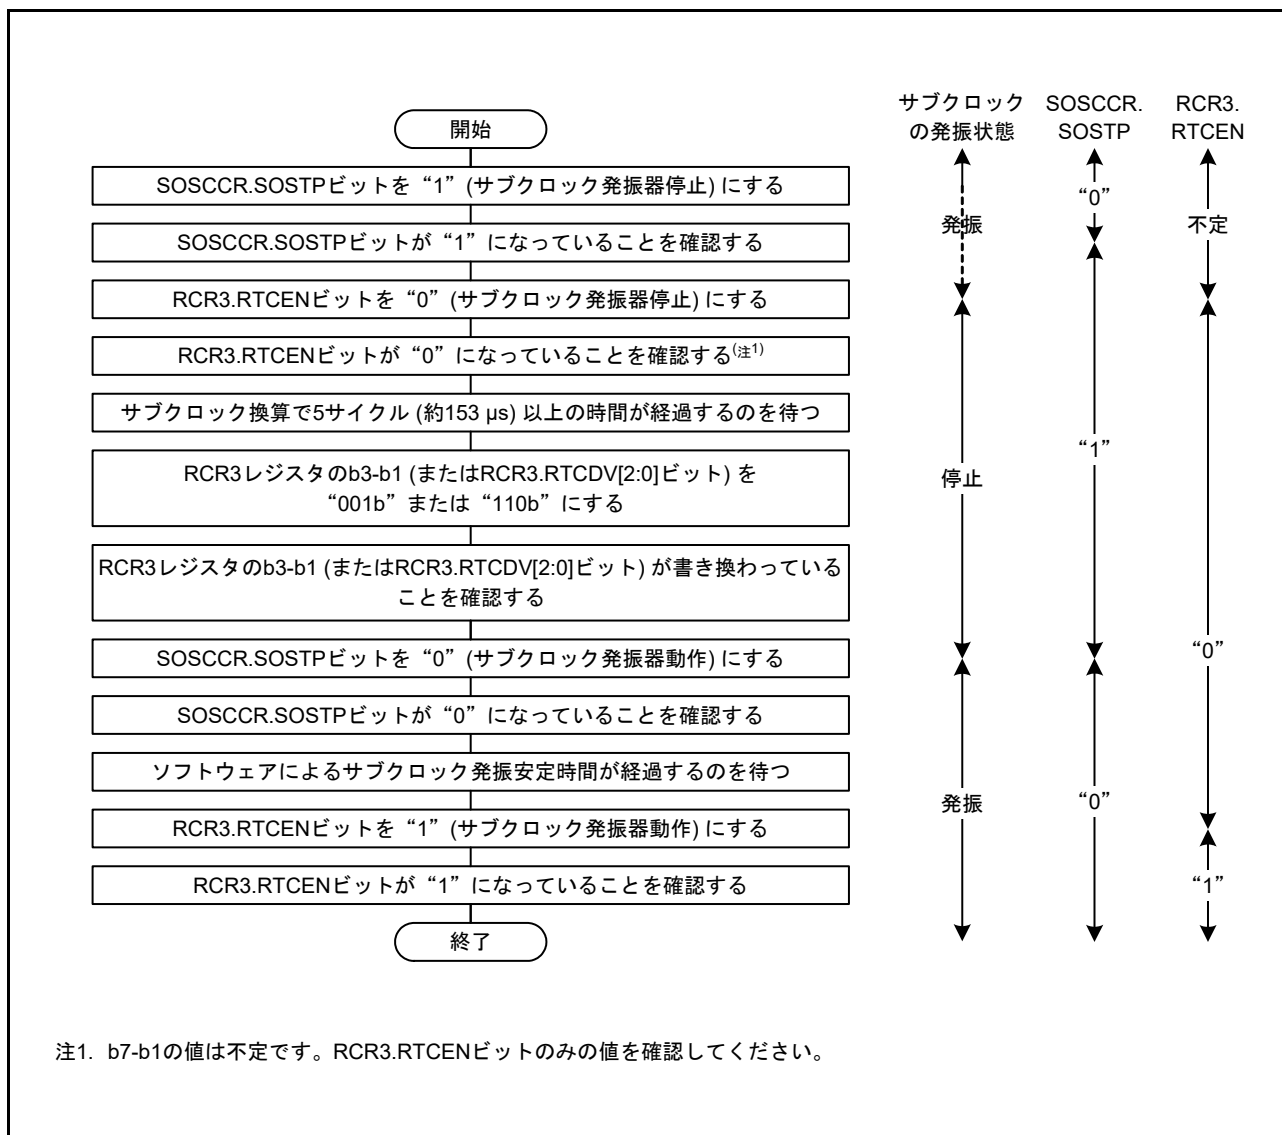 サブクロック
の発振状態
SOSCCR.
SOSTP
RCR3.
RTCEN
開始
SOSCCR.SOSTPビットを“1”(サブクロック発振器停止) にする
SOSCCR.SOSTPビットが“1”になっていることを確認する
RCR3.RTCENビットを“0”(サブクロック発振器停止) にする
RCR3.RTCENビットが“0”になっていることを確認する(注1)
サブクロック換算で5サイクル (約153 µs) 以上の時間が経過するのを待つ
RCR3レジスタのb3-b1 (またはRCR3.RTCDV[2:0]ビット) を
“001b”または“110b”にする
RCR3レジスタのb3-b1 (またはRCR3.RTCDV[2:0]ビット) が書き換わっている
ことを確認する
SOSCCR.SOSTPビットを“0”(サブクロック発振器動作) にする
SOSCCR.SOSTPビットが“0”になっていることを確認する
ソフトウェアによるサブクロック発振安定時間が経過するのを待つ
RCR3.RTCENビットを“1”(サブクロック発振器動作) にする
RCR3.RTCENビットが“1”になっていることを確認する
終了
発振
停止
発振
“0”
“1”
“0”
不定
“0”
“1”
注1. b7-b1の値は不定です。RCR3.RTCENビットのみの値を確認してください。